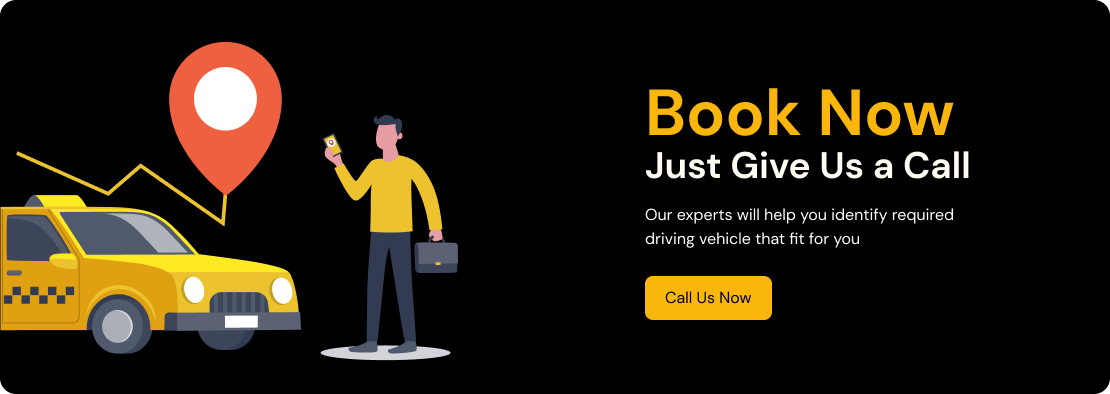 Book Now
Just Give Us a Call
Our experts will help you identify required
driving vehicle that fit for you
Call Us Now